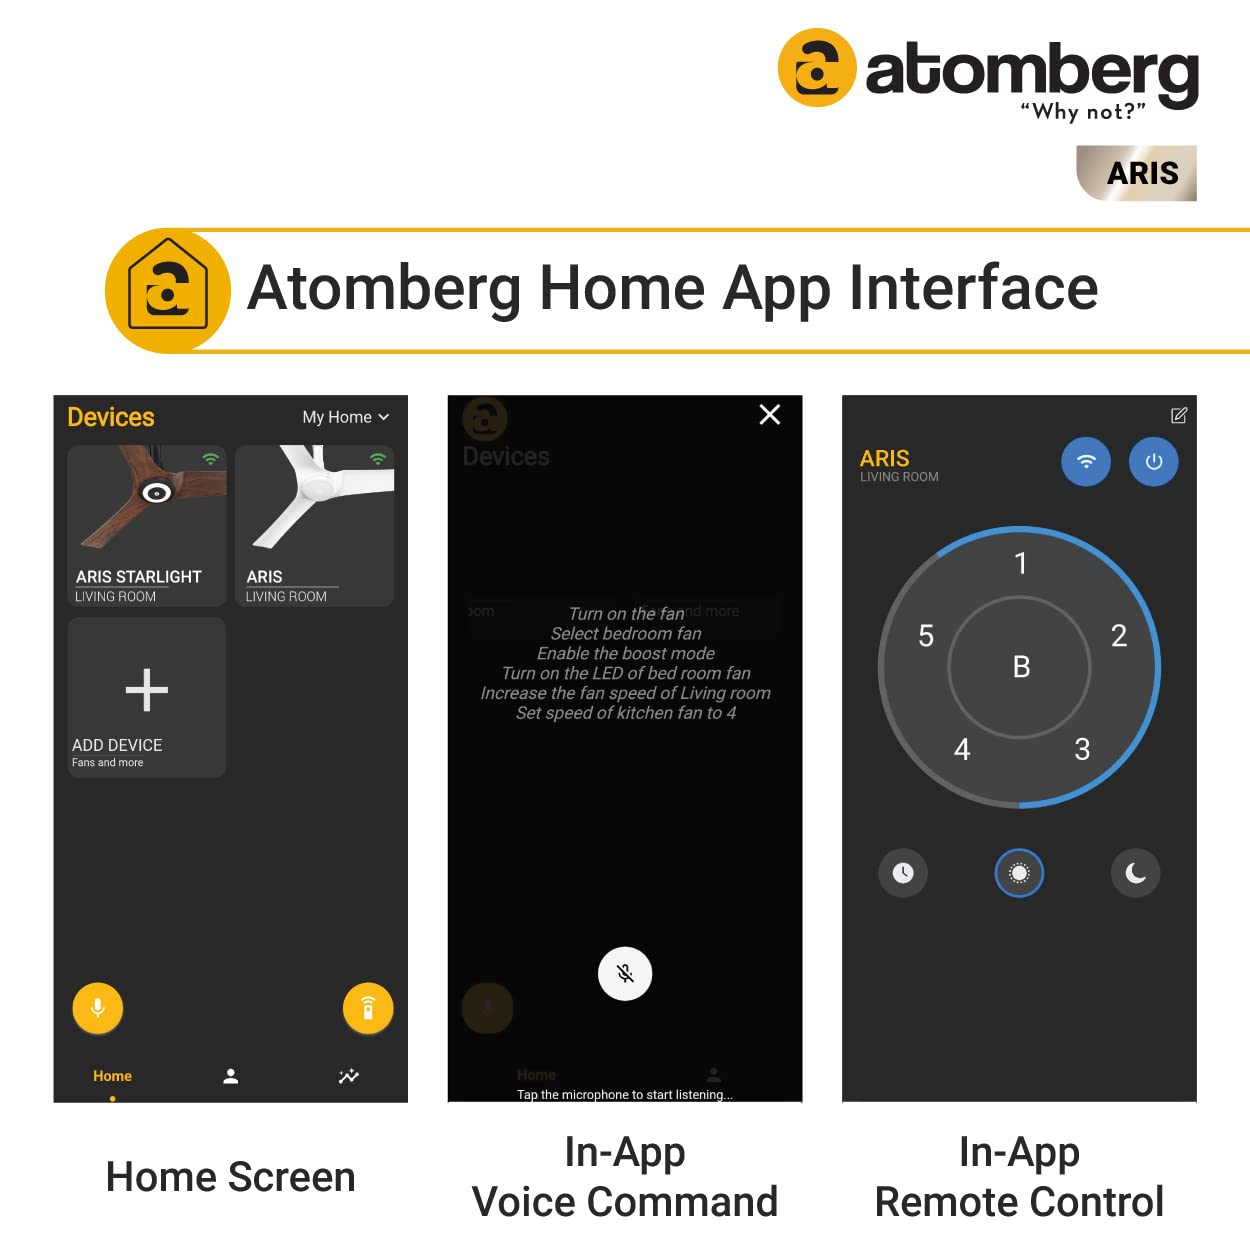 atomberg
“Why not?”
ARIS
Atomberg Home App Interface
Devices
My Home
ARIS STARLIGHT
LIVING ROOM
ARIS
LIVING ROOM
ADD DEVICE
Fans and more
Home
Home Screen
Devices
Turn on the fan
oom
and more
Select bedroom fan
Enable the boost mode
Turn on the LED of bed room fan
Increase the fan speed of Living room
Set speed of kitchen fan to 4
Home
Tap the microphone to start listening...
In-App
Voice Command
ARIS
LIVING ROOM
1
5
2
B
4
3
In-App
Remote Control